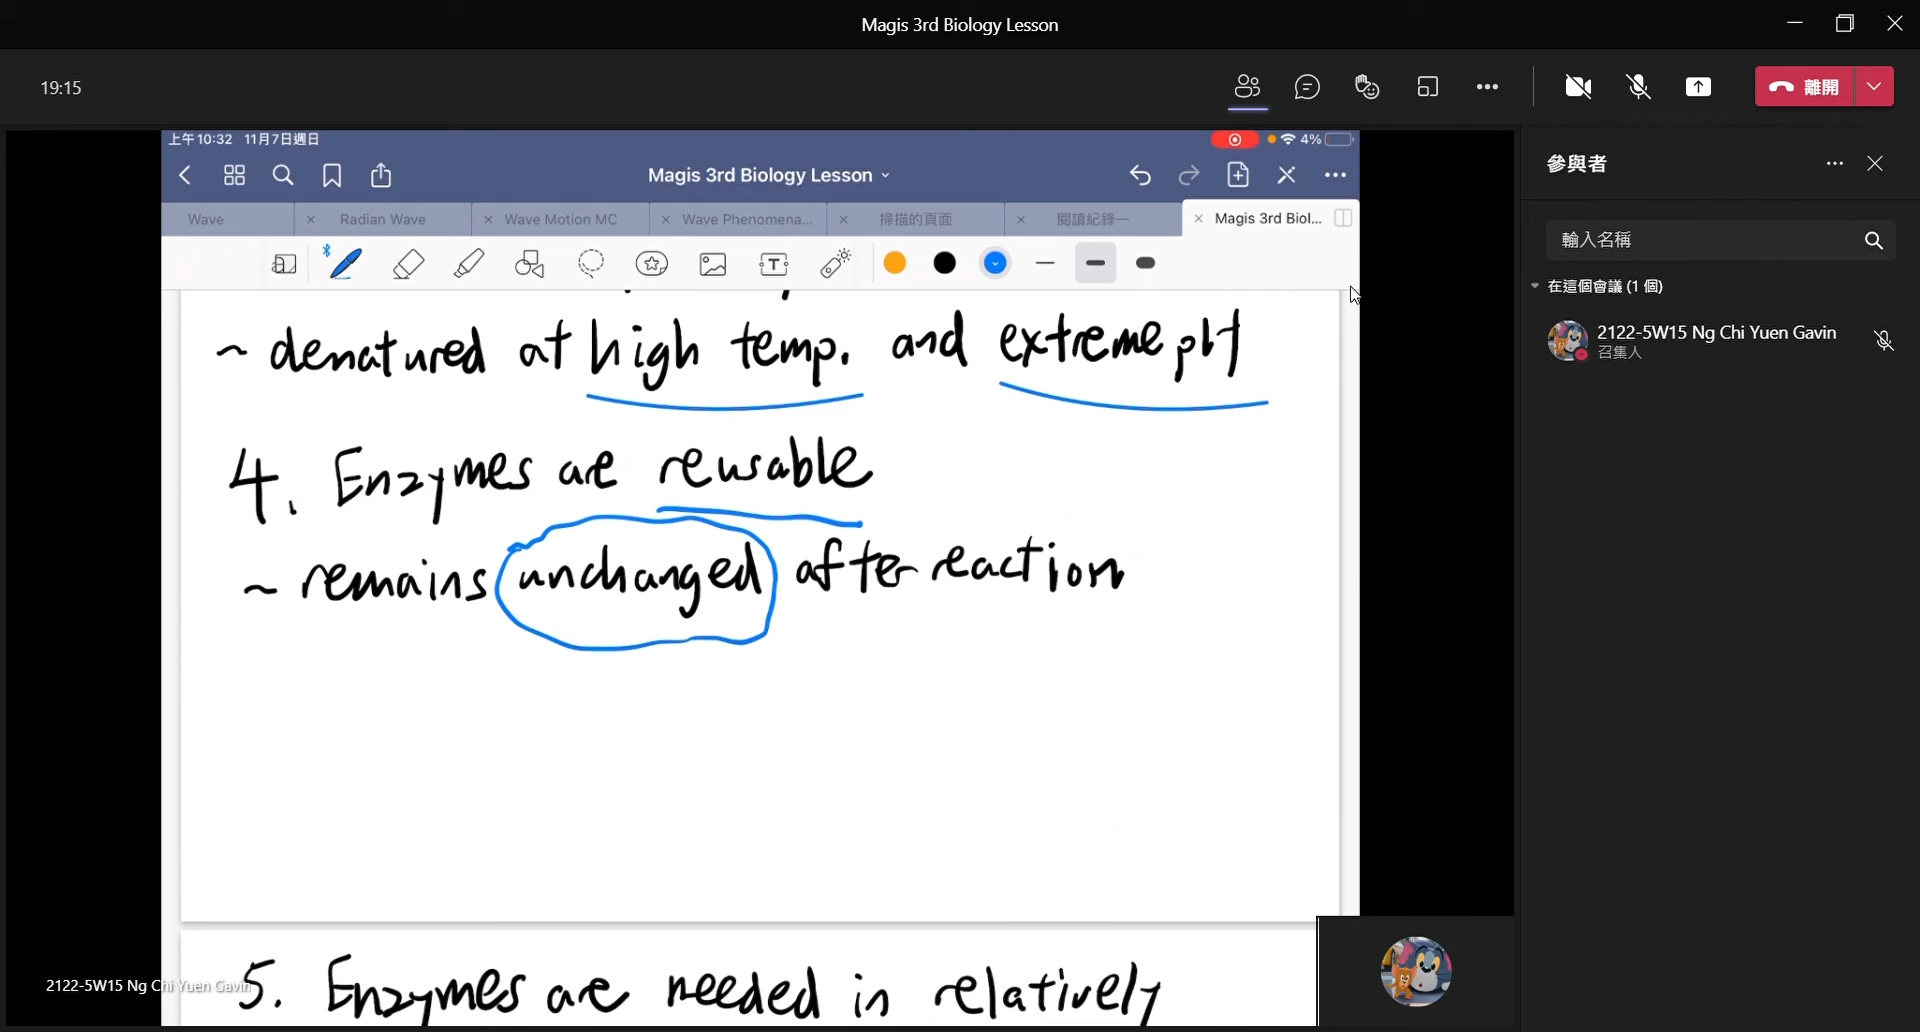 Magis 3rd Biology Lesson
19:15
離開
上午10:32 11月7日週日
4%
Magis 3rd Biology Lesson
Wave
Radian Wave
Wave Motion MC
Wave Phenomena...
掃描的頁面
閱讀紀錄一
Magis 3rd Biol...
~ denatured at high temp. and extreme pH
4. Enzymes are reusable
~ remains unchanged after reaction
5. Enzymes are needed in relatively
2122-5W15 Ng Chi Yuen Gavin
參與者
輸入名稱
在這個會議 (1 個)
2122-5W15 Ng Chi Yuen Gavin
召集人